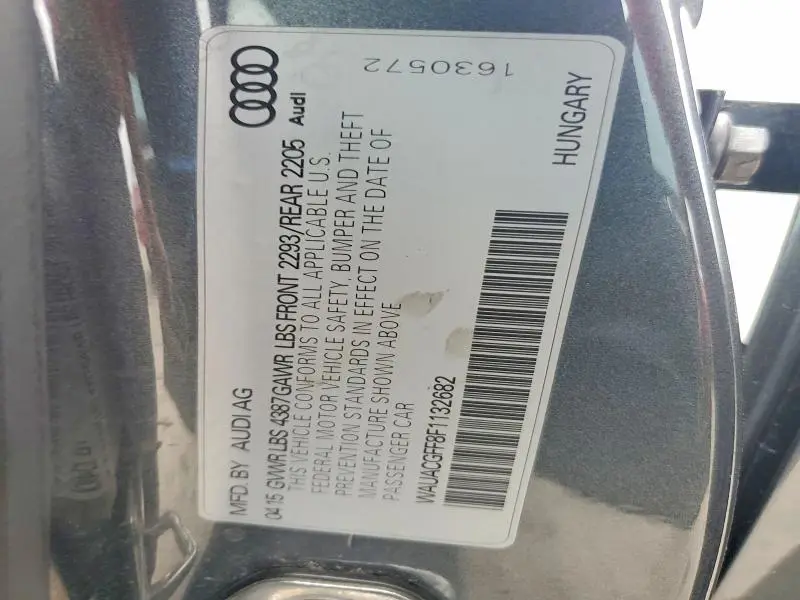 MFD. BY AUDI AG
04 15 GVWR LBS 4387 GAWR LBS FRONT 2293/REAR 2205
Audi
THIS VEHICLE CONFORMS TO ALL APPLICABLE U.S.
FEDERAL MOTOR VEHICLE SAFETY, BUMPER AND THEFT
PREVENTION STANDARDS IN EFFECT ON THE DATE OF
MANUFACTURE SHOWN ABOVE
PASSENGER CAR
WAUACGFF8F1132682
HUNGARY
1630572